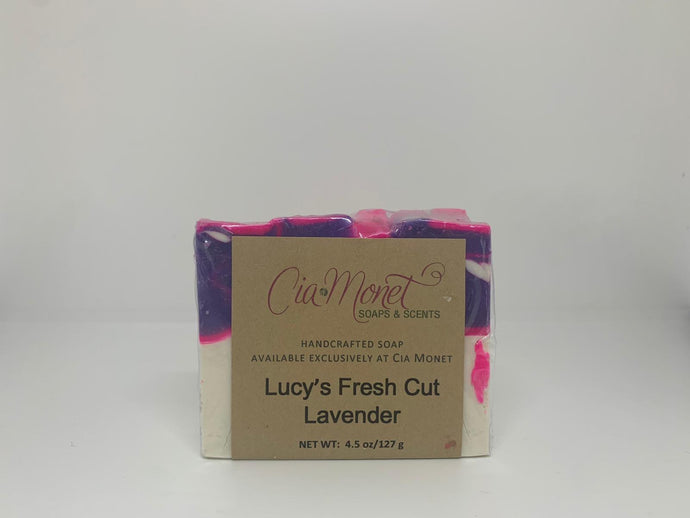 Cia Monet
SOAPS & SCENTS
HANDCRAFTED SOAP
AVAILABLE EXCLUSIVELY AT CIA MONET
Lucy's Fresh Cut
Lavender
NET WT: 4.5 oz/127 g